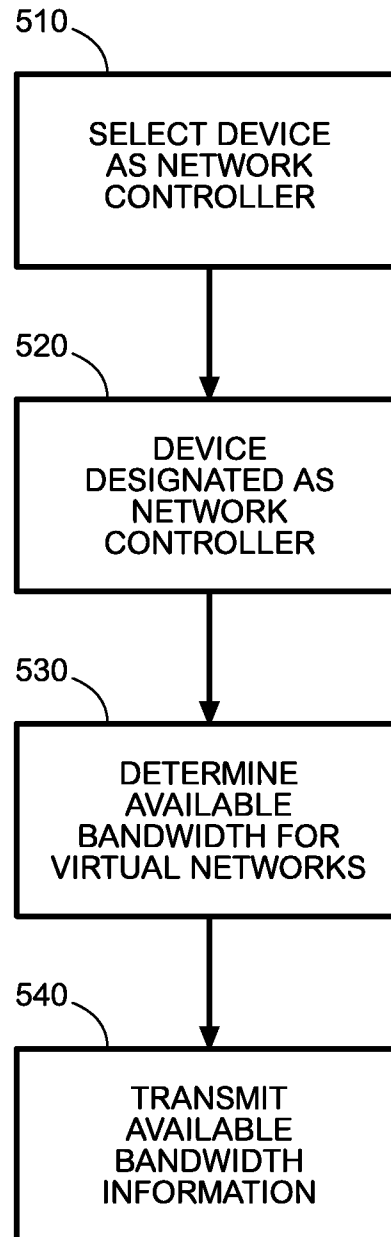 510
SELECT DEVICE
AS NETWORK
CONTROLLER
520
DEVICE
DESIGNATED AS
NETWORK
CONTROLLER
530
DETERMINE
AVAILABLE
BANDWIDTH FOR
VIRTUAL NETWORKS
540
TRANSMIT
AVAILABLE
BANDWIDTH
INFORMATION